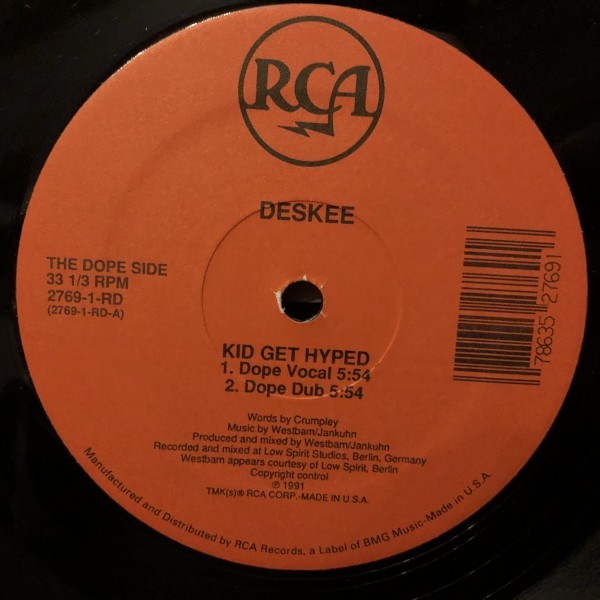 RCA
DESKEE
THE DOPE SIDE
33 1/3 RPM
2769-1-RD
(2769-1-RD-A)
78635 27691
KID GET HYPED
1. Dope Vocal 5:54
2. Dope Dub 5:54
Words by Crumpley
Music by Westbam/Jankuhn
Produced and mixed by Westbam/Jankuhn
Recorded and mixed at Low Spirit Studios, Berlin, Germany
Westbam appears courtesy of Low Spirit, Berlin
Copyright control
℗ 1991
TMK(s)® RCA CORP.-MADE IN U.S.A.
Manufactured and Distributed by RCA Records, a Label of BMG Music-Made in U.S.A